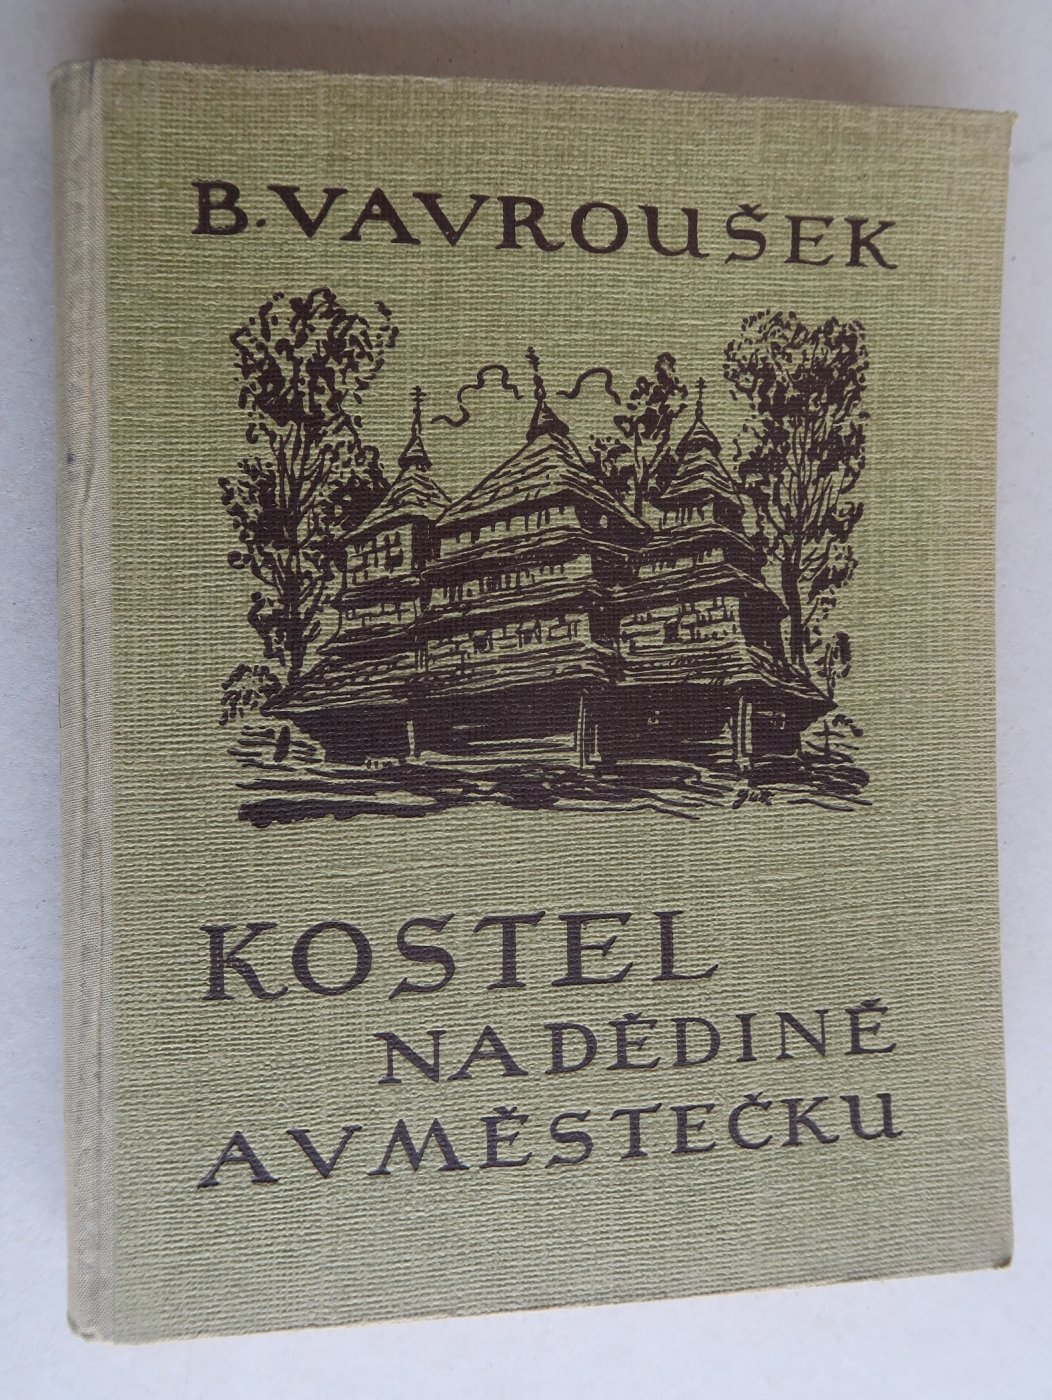 B. VAVROUŠEK
KOSTEL
NA DĚDINĚ
A V MĚSTEČKU